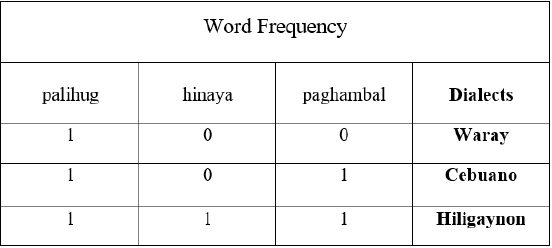 Word Frequency
palihug hinaya paghambal Dialects
1 0 0 Waray
1 0 1 Cebuano
1 1 1 Hiligaynon